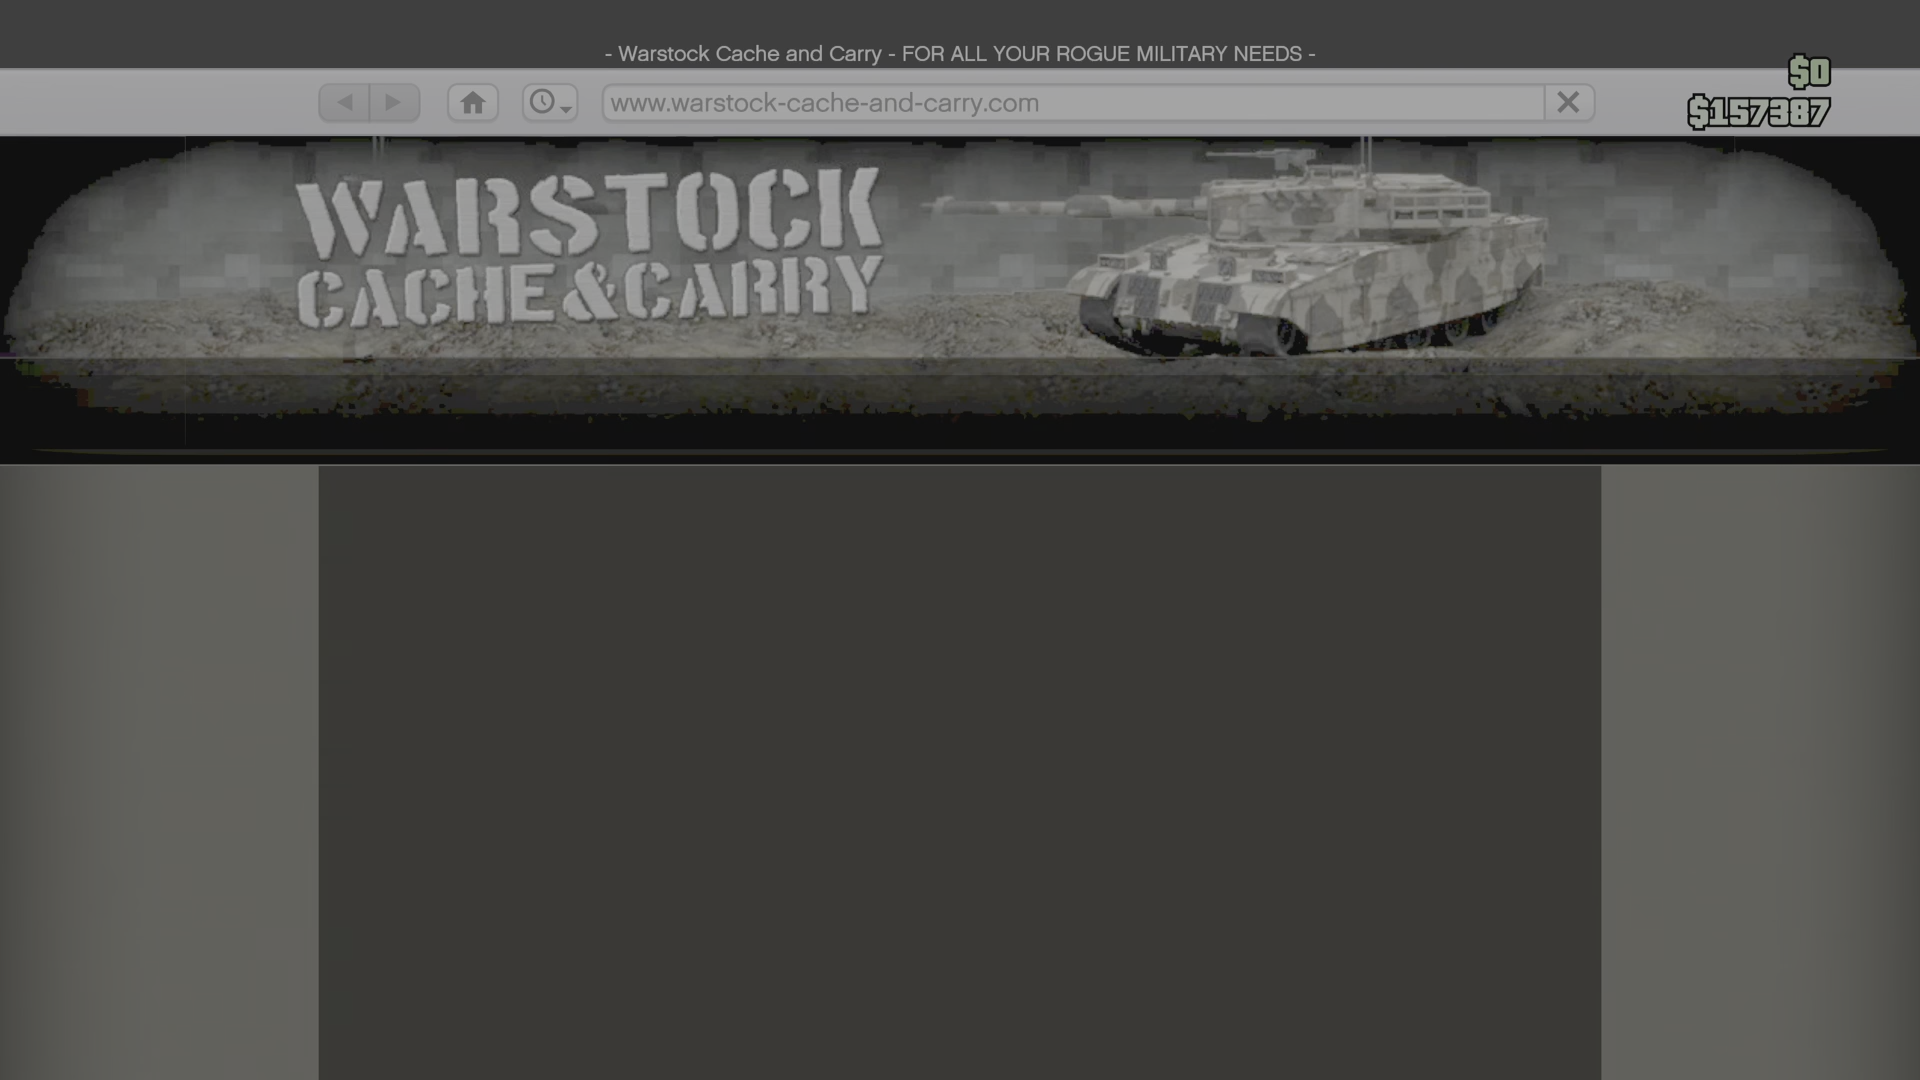 - Warstock Cache and Carry - FOR ALL YOUR ROGUE MILITARY NEEDS -
$0
www.warstock-cache-and-carry.com
$157387
WARSTOCK
CACHE&CARRY